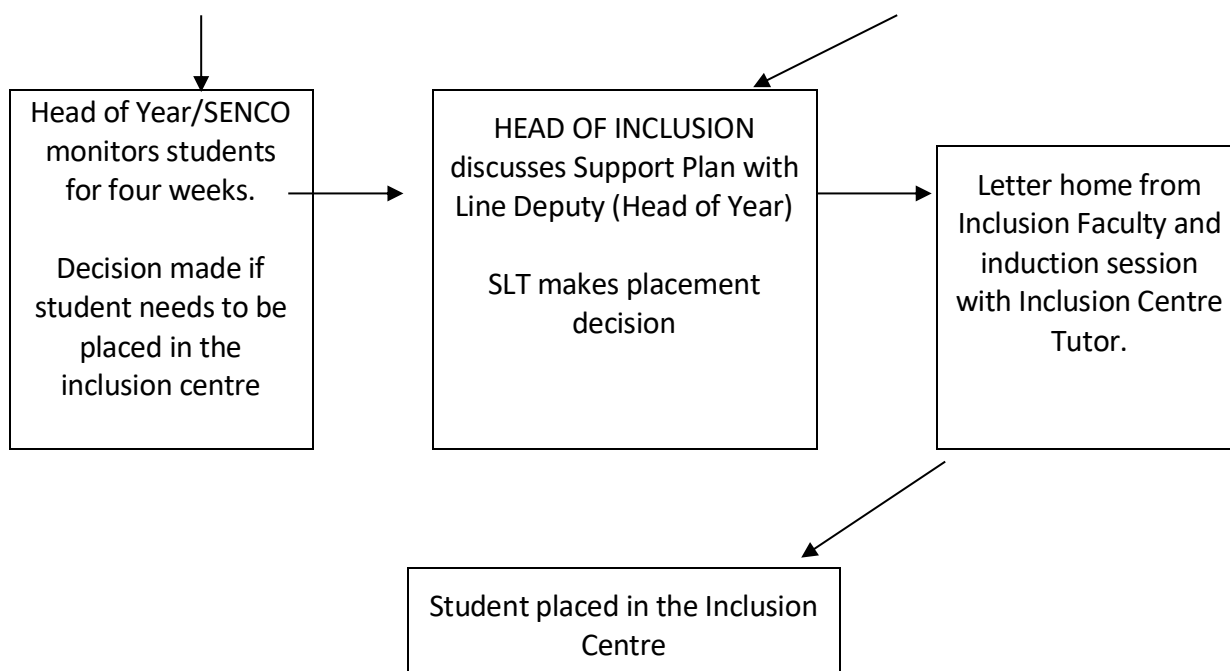 Head of Year/SENCO
monitors students
for four weeks.
Decision made if
student needs to be
placed in the
inclusion centre
HEAD OF INCLUSION
discusses Support Plan with
Line Deputy (Head of Year)
SLT makes placement
decision
Letter home from
Inclusion Faculty and
induction session
with Inclusion Centre
Tutor.
Student placed in the Inclusion
Centre